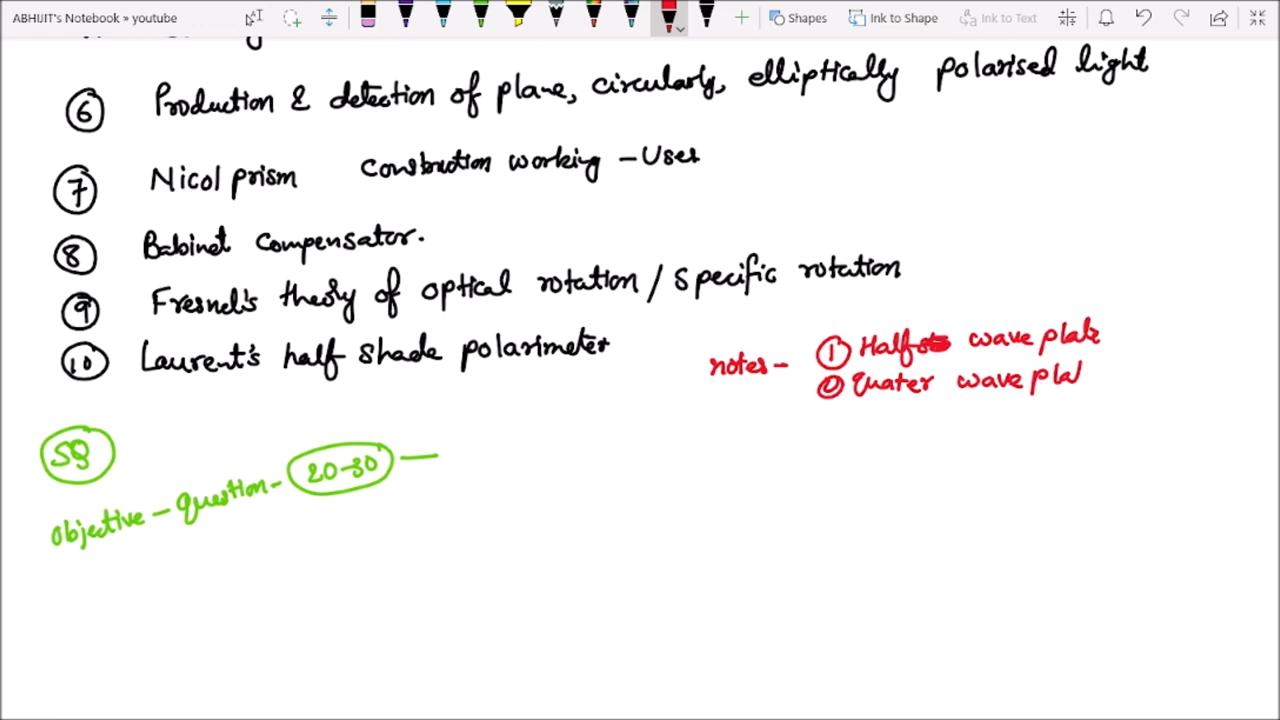 ABHIJIT's Notebook » youtube
Shapes
Ink to Shape
Ink to Text
6 Production & detection of plane, circularly, elliptically polarised light
7 Nicol prism Construction working - Uses
8 Babinet Compensator.
9 Fresnel's theory of optical rotation / Specific rotation
10 Laurent's half shade polarimeter
notes - 1 Half wave plate
Quater wave pla
SQ
Objective - question - 20-30 —